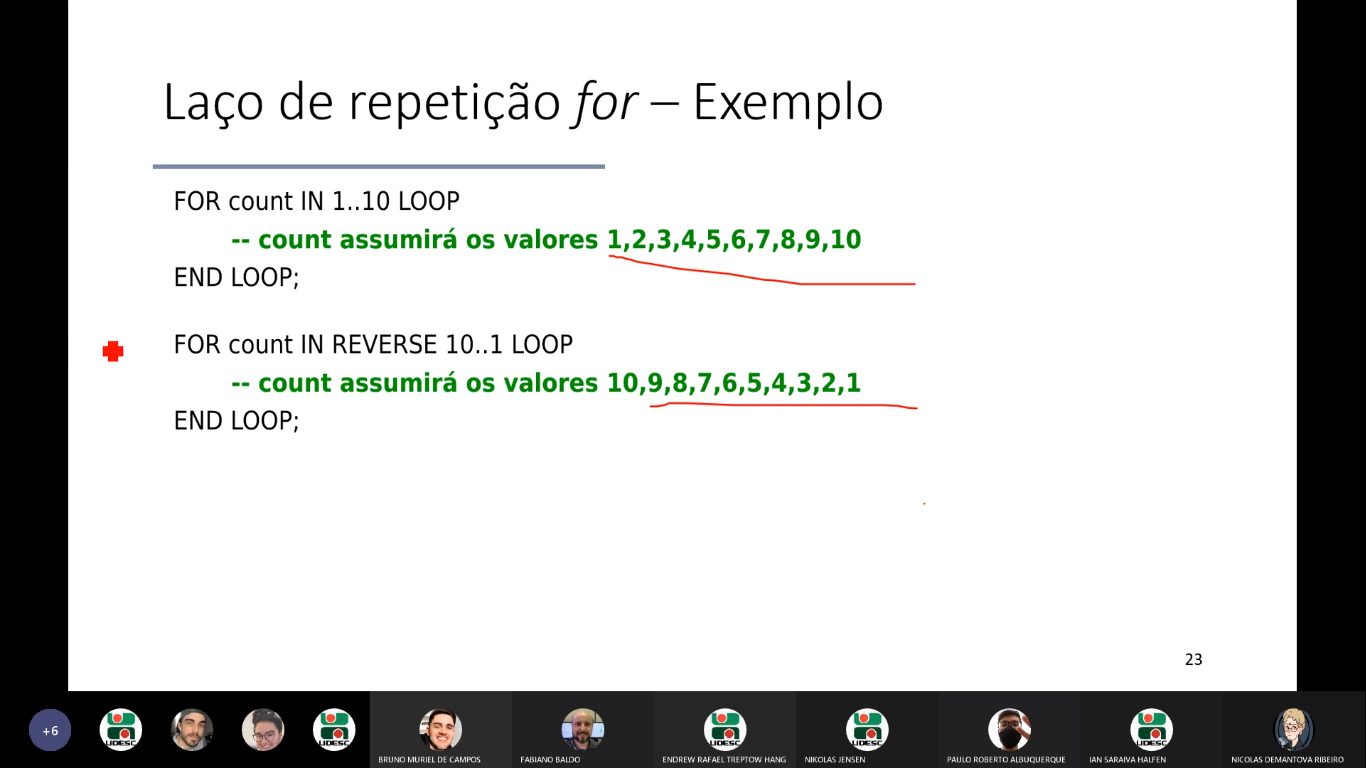 Laço de repetição for – Exemplo
FOR count IN 1..10 LOOP
-- count assumirá os valores 1,2,3,4,5,6,7,8,9,10
END LOOP;
FOR count IN REVERSE 10..1 LOOP
-- count assumirá os valores 10,9,8,7,6,5,4,3,2,1
END LOOP;
23
+6
UDESC
UDESC
BRUNO MURIEL DE CAMPOS
FABIANO BALDO
UDESC
ENDREW RAFAEL TREPTOW HANG
UDESC
NIKOLAS JENSEN
PAULO ROBERTO ALBUQUERQUE
UDESC
IAN SARAIVA HALFEN
NICOLAS DEMANTOVA RIBEIRO